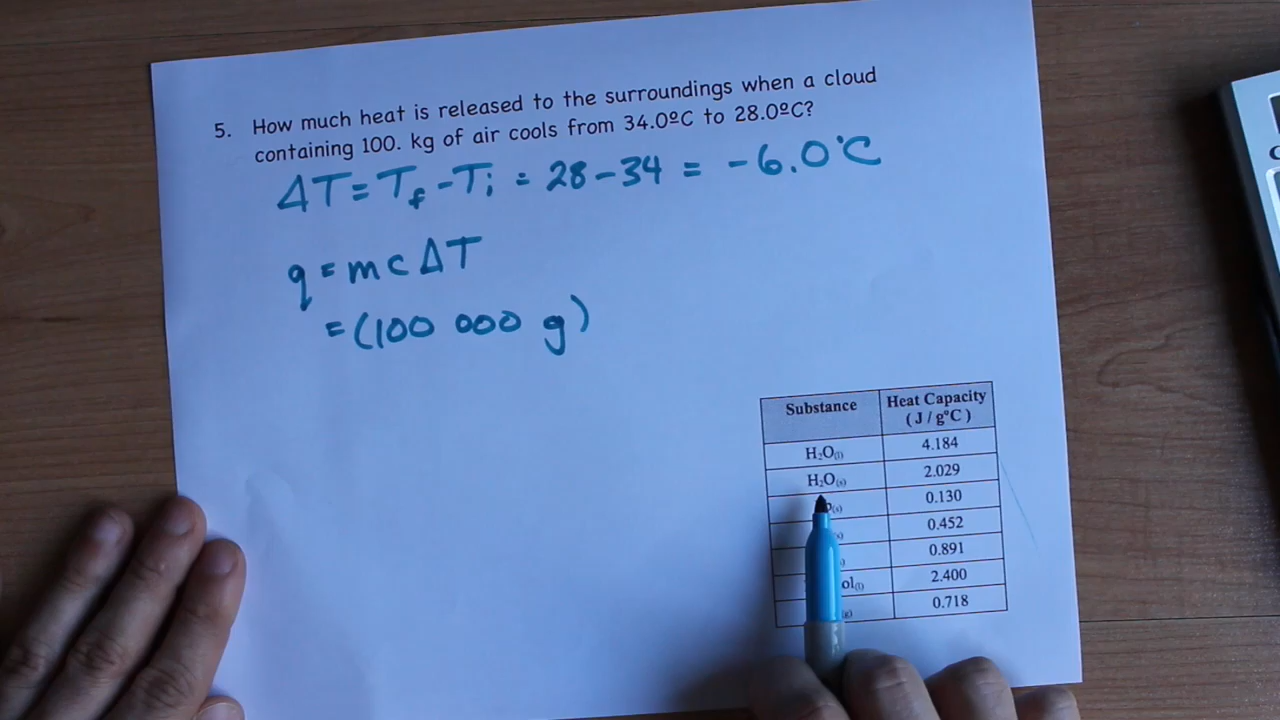 5. How much heat is released to the surroundings when a cloud
containing 100. kg of air cools from 34.0ºC to 28.0ºC?
ΔT = Tf - Ti = 28-34 = -6.0°C
q = mcΔT
= (100 000 g)
Substance Heat Capacity
(J / gºC)
H₂O(l) 4.184
H₂O(s) 2.029
(s) 0.130
(s) 0.452
0.891
ol(l) 2.400
0.718